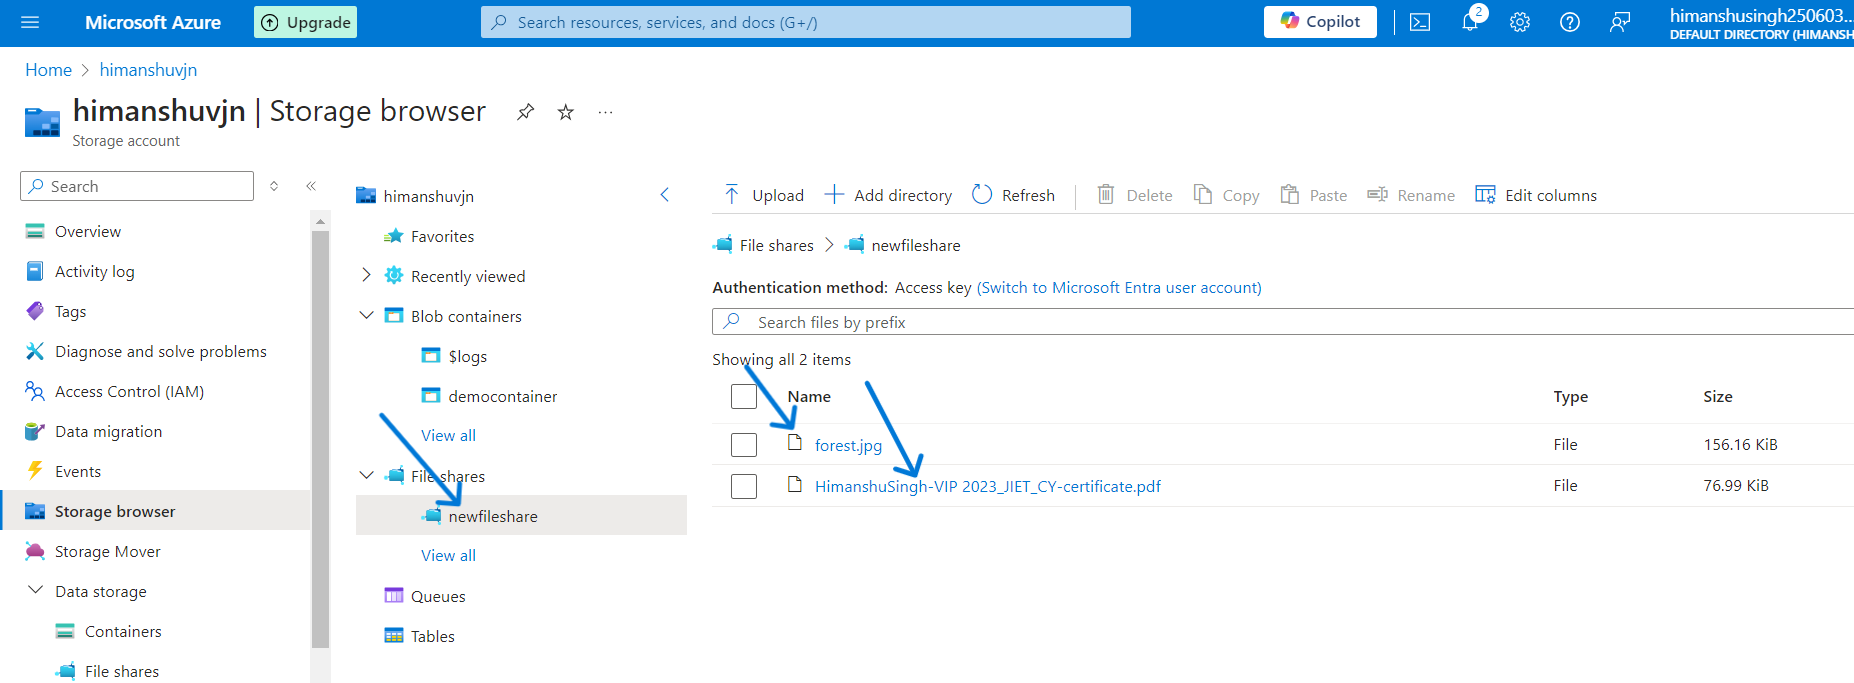 Microsoft Azure
Upgrade
Search resources, services, and docs (G+/)
Copilot
2
himanshusingh250603...
DEFAULT DIRECTORY (HIMANSH
Home > himanshuvjn
himanshuvjn | Storage browser
Storage account
Search
Overview
Activity log
Tags
Diagnose and solve problems
Access Control (IAM)
Data migration
Events
Storage browser
Storage Mover
Data storage
Containers
File shares
himanshuvjn
Favorites
Recently viewed
Blob containers
$logs
democontainer
View all
File shares
newfileshare
View all
Queues
Tables
Upload Add directory Refresh Delete Copy Paste Rename Edit columns
File shares > newfileshare
Authentication method: Access key (Switch to Microsoft Entra user account)
Search files by prefix
Showing all 2 items
Name Type Size
forest.jpg File 156.16 KiB
HimanshuSingh-VIP 2023_JIET_CY-certificate.pdf File 76.99 KiB